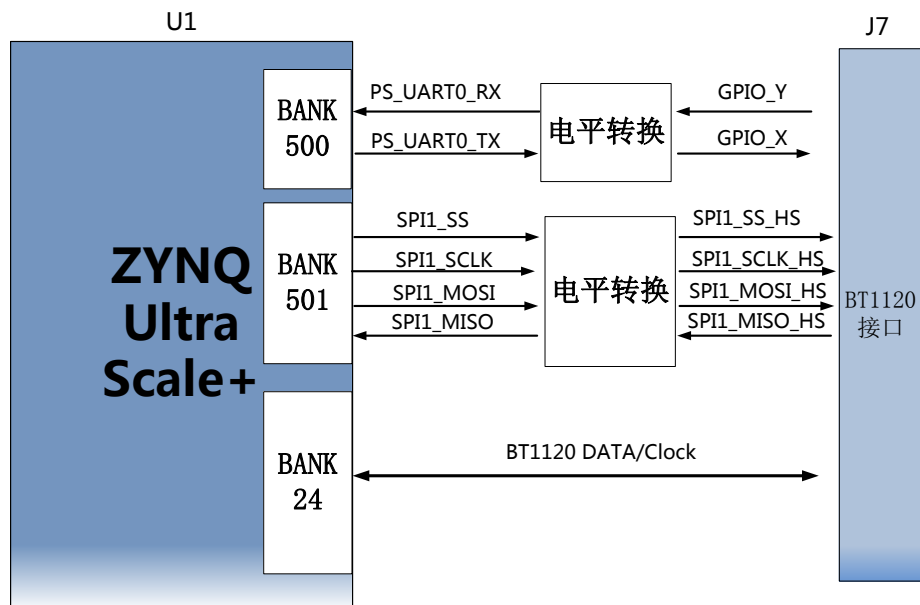 U1
J7
BANK
500
PS_UART0_RX
PS_UART0_TX
电平转换
GPIO_Y
GPIO_X
ZYNQ
Ultra
Scale+
BANK
501
SPI1_SS
SPI1_SCLK
SPI1_MOSI
SPI1_MISO
电平转换
SPI1_SS_HS
SPI1_SCLK_HS
SPI1_MOSI_HS
SPI1_MISO_HS
BT1120
接口
BANK
24
BT1120 DATA/Clock